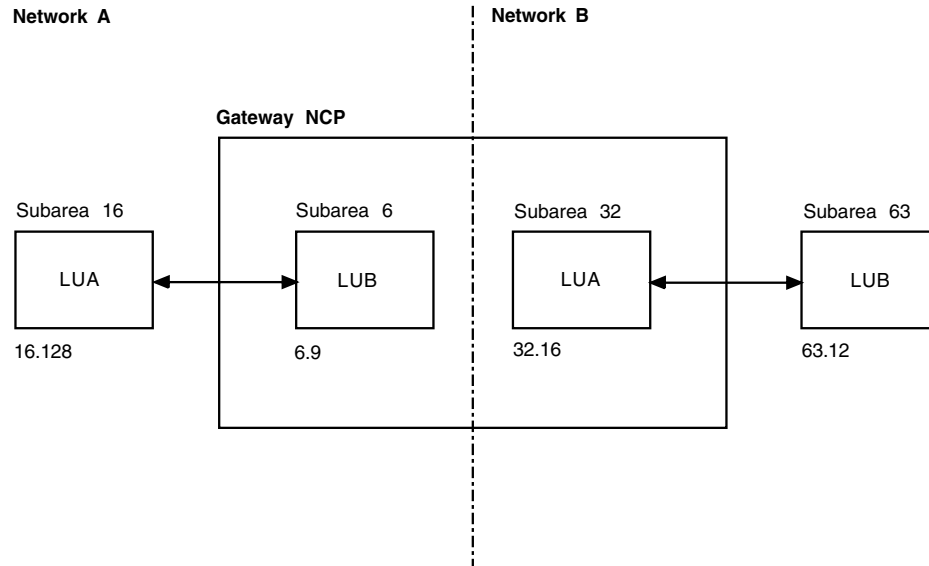 Network A
Network B
Gateway NCP
Subarea 16
Subarea 6
Subarea 32
Subarea 63
LUA
LUB
LUA
LUB
16.128
6.9
32.16
63.12